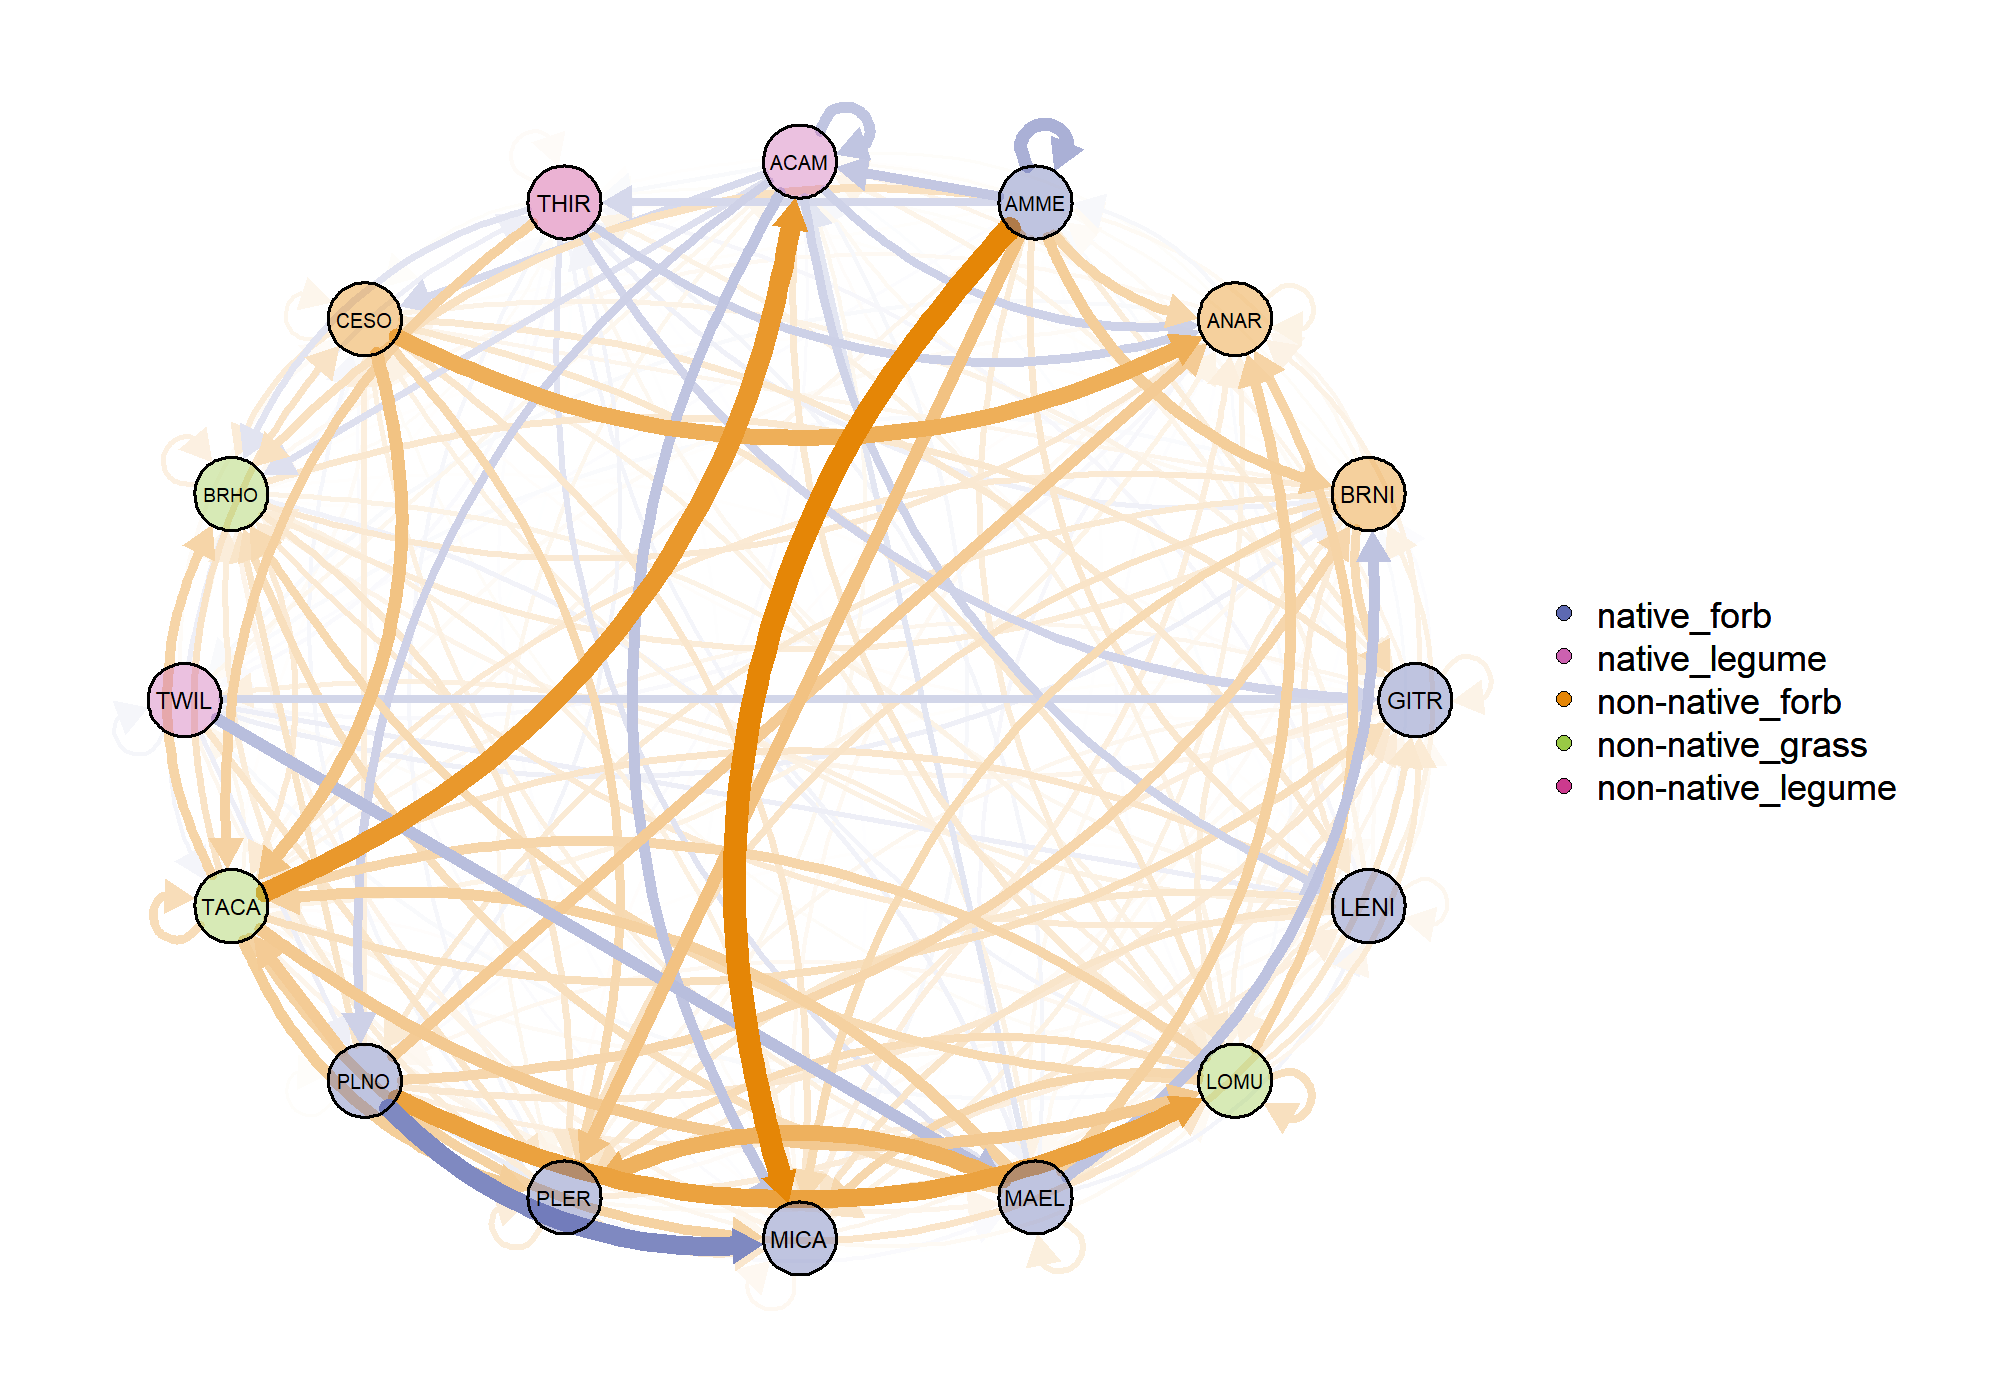 ACAM
AMME
THIR
CESO
ANAR
BRHO
BRNI
native_forb
native_legume
TWIL
GITR
non-native_forb
non-native_grass
non-native_legume
TACA
LENI
PLNO
LOMU
PLER
MAEL
MICA